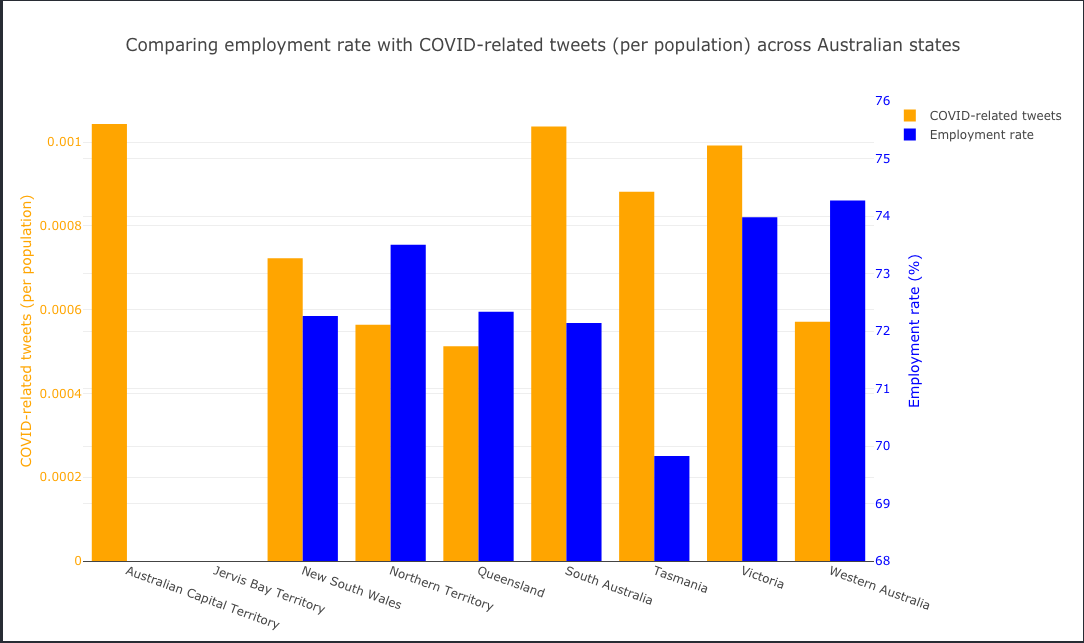 Comparing employment rate with COVID-related tweets (per population) across Australian states
COVID-related tweets
Employment rate
COVID-related tweets (per population)
0.001
0.0008
0.0006
0.0004
0.0002
0
76
75
74
73
72
71
70
69
68
Employment rate (%)
Australian Capital Territory
Jervis Bay Territory
New South Wales
Northern Territory
Queensland
South Australia
Tasmania
Victoria
Western Australia